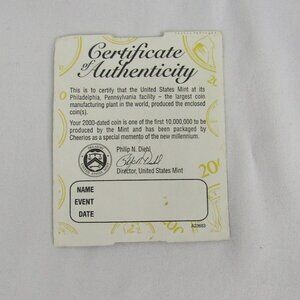 Certificate
of Authenticity
This is to certify that the United States Mint at its
Philadelphia, Pennsylvania facility – the largest coin
manufacturing plant in the world, produced the enclosed
coin(s).
Your 2000-dated coin is one of the first 10,000,000 to be
produced by the Mint and has been packaged by
Cheerios as a special memento of the new millennium.
Philip N. Diehl
Director, United States Mint
NAME
EVENT
DATE